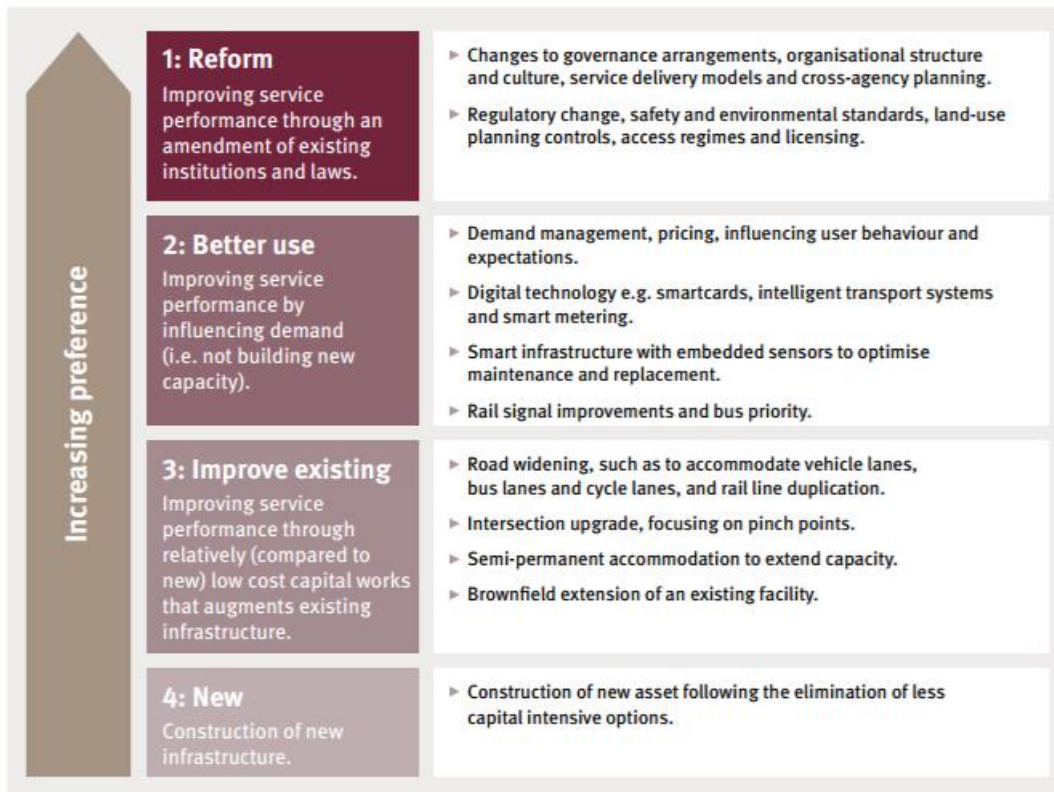 Increasing preference
1: Reform
Improving service
performance through an
amendment of existing
institutions and laws.
▶ Changes to governance arrangements, organisational structure
and culture, service delivery models and cross-agency planning.
▶ Regulatory change, safety and environmental standards, land-use
planning controls, access regimes and licensing.
2: Better use
Improving service
performance by
influencing demand
(i.e. not building new
capacity).
▶ Demand management, pricing, influencing user behaviour and
expectations.
▶ Digital technology e.g. smartcards, intelligent transport systems
and smart metering.
▶ Smart infrastructure with embedded sensors to optimise
maintenance and replacement.
▶ Rail signal improvements and bus priority.
3: Improve existing
Improving service
performance through
relatively (compared to
new) low cost capital works
that augments existing
infrastructure.
▶ Road widening, such as to accommodate vehicle lanes,
bus lanes and cycle lanes, and rail line duplication.
▶ Intersection upgrade, focusing on pinch points.
▶ Semi-permanent accommodation to extend capacity.
▶ Brownfield extension of an existing facility.
4: New
Construction of new
infrastructure.
▶ Construction of new asset following the elimination of less
capital intensive options.